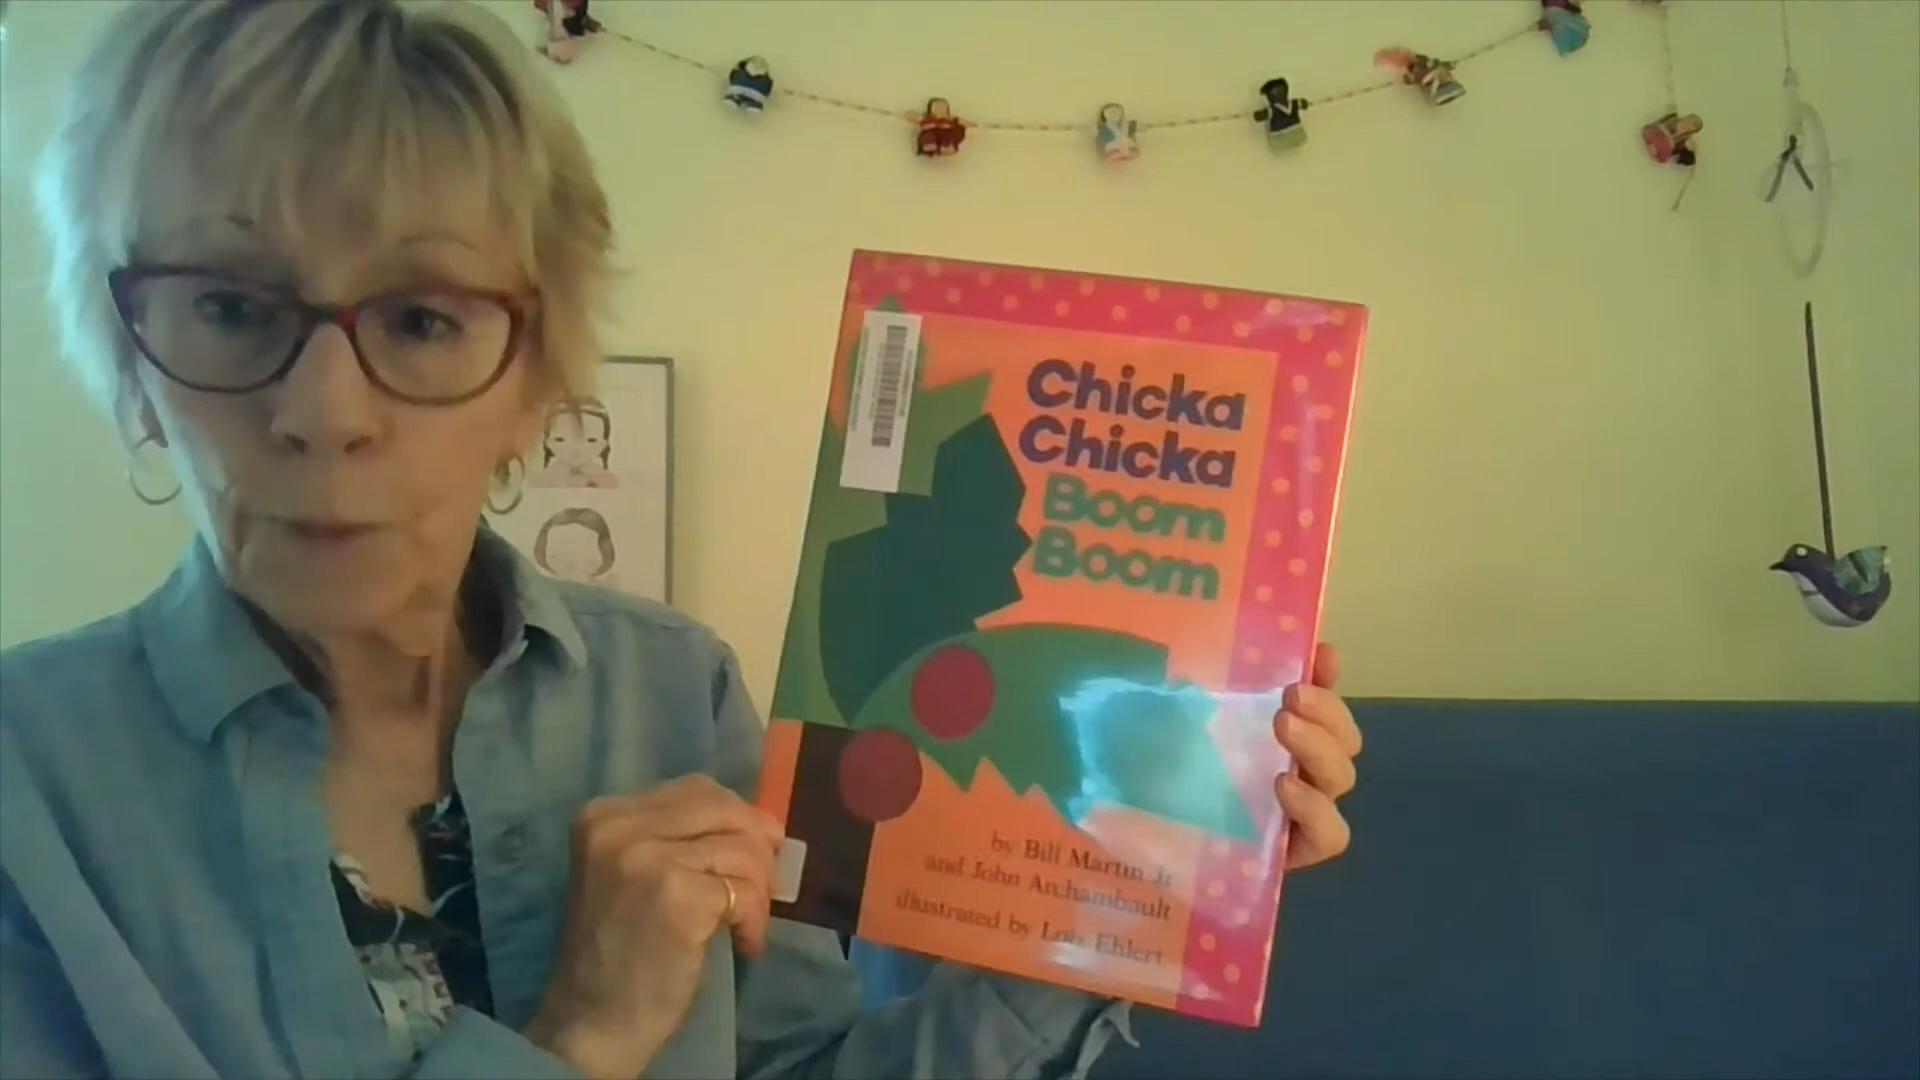 Chicka
Chicka
Boom
Boom
by Bill Martin Jr
and John Archambault
illustrated by Lois Ehlert